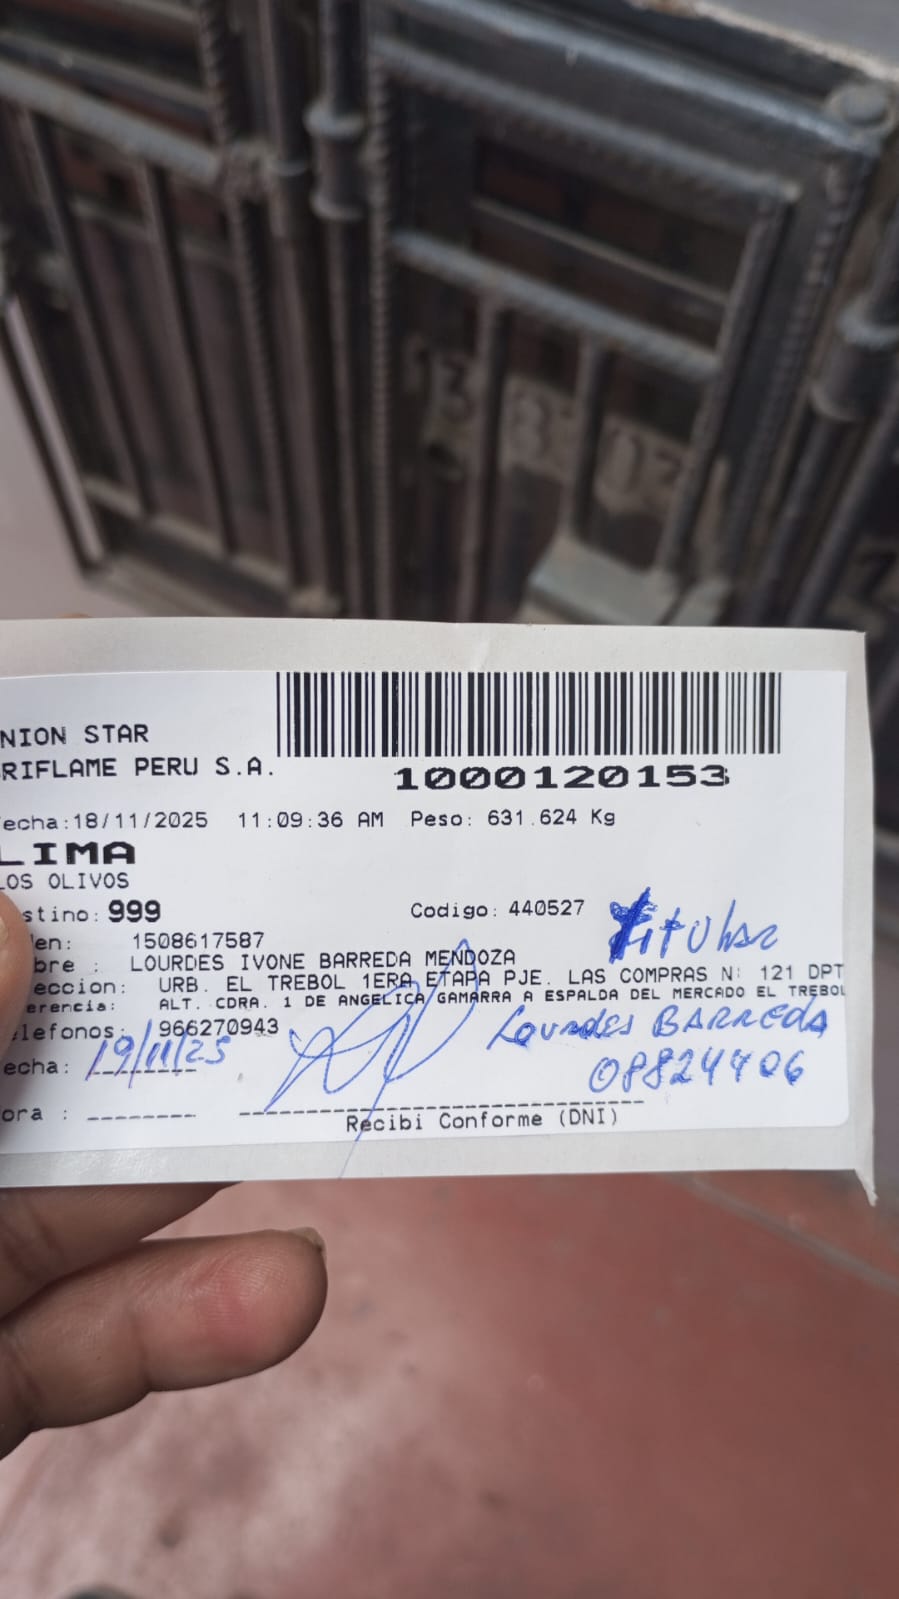 NION STAR
RIFLAME PERU S.A.
1000120153
echa:18/11/2025 11:09:36 AM Peso: 631.624 Kg
LIMA
LOS OLIVOS
stino: 999 Codigo: 440527
Titular
en: 1508617587
bre : LOURDES IVONE BARREDA MENDOZA
eccion: URB. EL TREBOL 1ERA ETAPA PJE. LAS COMPRAS N: 121 DPT
erencia: ALT. CDRA. 1 DE ANGELICA GAMARRA A ESPALDA DEL MERCADO EL TREBOL
lefonos: 966270943
Lourdes BARREDA
echa: 19/11/25
08824406
ora :
Recibi Conforme (DNI)